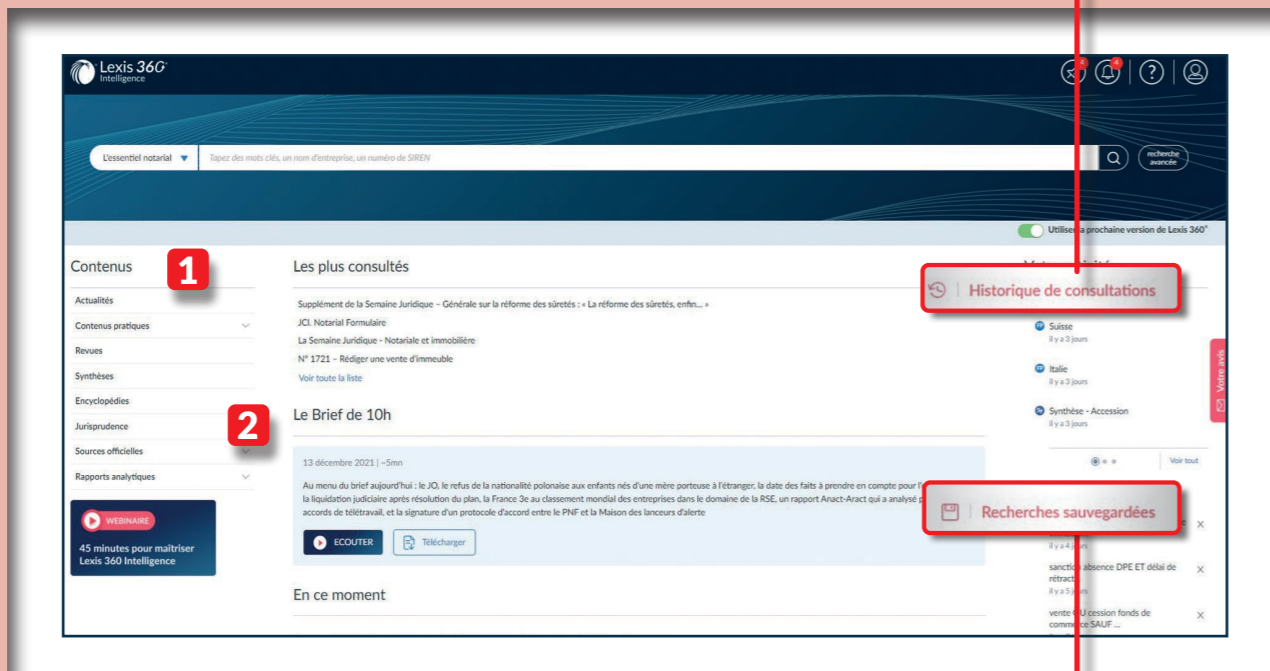 Lexis 360
Intelligence
4
4
?
L'essentiel notarial
Tapez des mots clés, un nom d'entreprise, un numéro de SIREN
recherche
avancée
prochaine version de Lexis 360°
Contenus
1
Actualités
Contenus pratiques
Revues
Synthèses
Encyclopédies
Jurisprudence
2
Sources officielles
Rapports analytiques
WEBINAIRE
45 minutes pour maîtriser
Lexis 360 Intelligence
Les plus consultés
Supplément de la Semaine Juridique – Générale sur la réforme des sûretés : « La réforme des sûretés, enfin... »
JCl. Notarial Formulaire
La Semaine Juridique - Notariale et immobilière
N° 1721 – Rédiger une vente d'immeuble
Voir toute la liste
Le Brief de 10h
13 décembre 2021 | ~5mn
Au menu du brief aujourd'hui : le JO, le refus de la nationalité polonaise aux enfants nés d'une mère porteuse à l'étranger, la date des faits à prendre en compte pour
la liquidation judiciaire après résolution du plan, la France 3e au classement mondial des entreprises dans le domaine de la RSE, un rapport Anact-Aract qui a analysé
accords de télétravail, et la signature d'un protocole d'accord entre le PNF et la Maison des lanceurs d'alerte
ECOUTER
Télécharger
En ce moment
Historique de consultations
Suisse
il y a 3 jours
Italie
il y a 3 jours
Synthèse - Accession
il y a 3 jours
Voir tout
Votre avis
Recherches sauvegardées
il y a 4 jours
absence DPE ET délai de
il y a 5 jours
vente OU cession fonds de
commerce SAUF ...